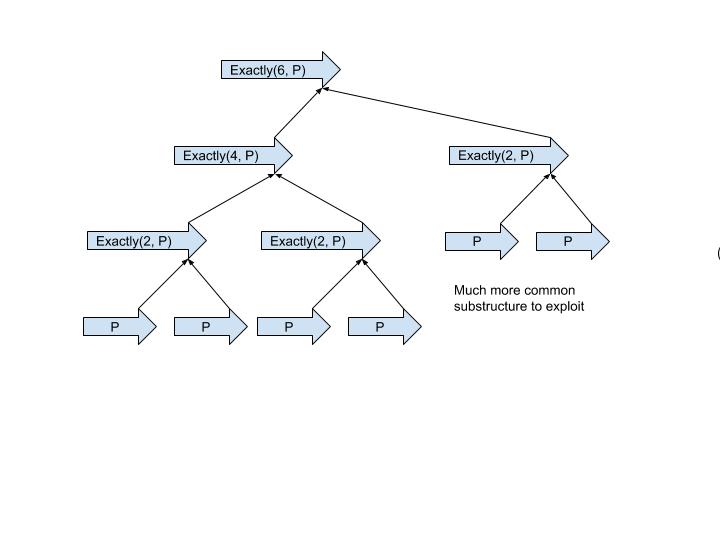 Exactly(6, P)
Exactly(4, P)
Exactly(2, P)
Exactly(2, P)
Exactly(2, P)
P
P
Much more common
substructure to exploit
P
P
P
P
(